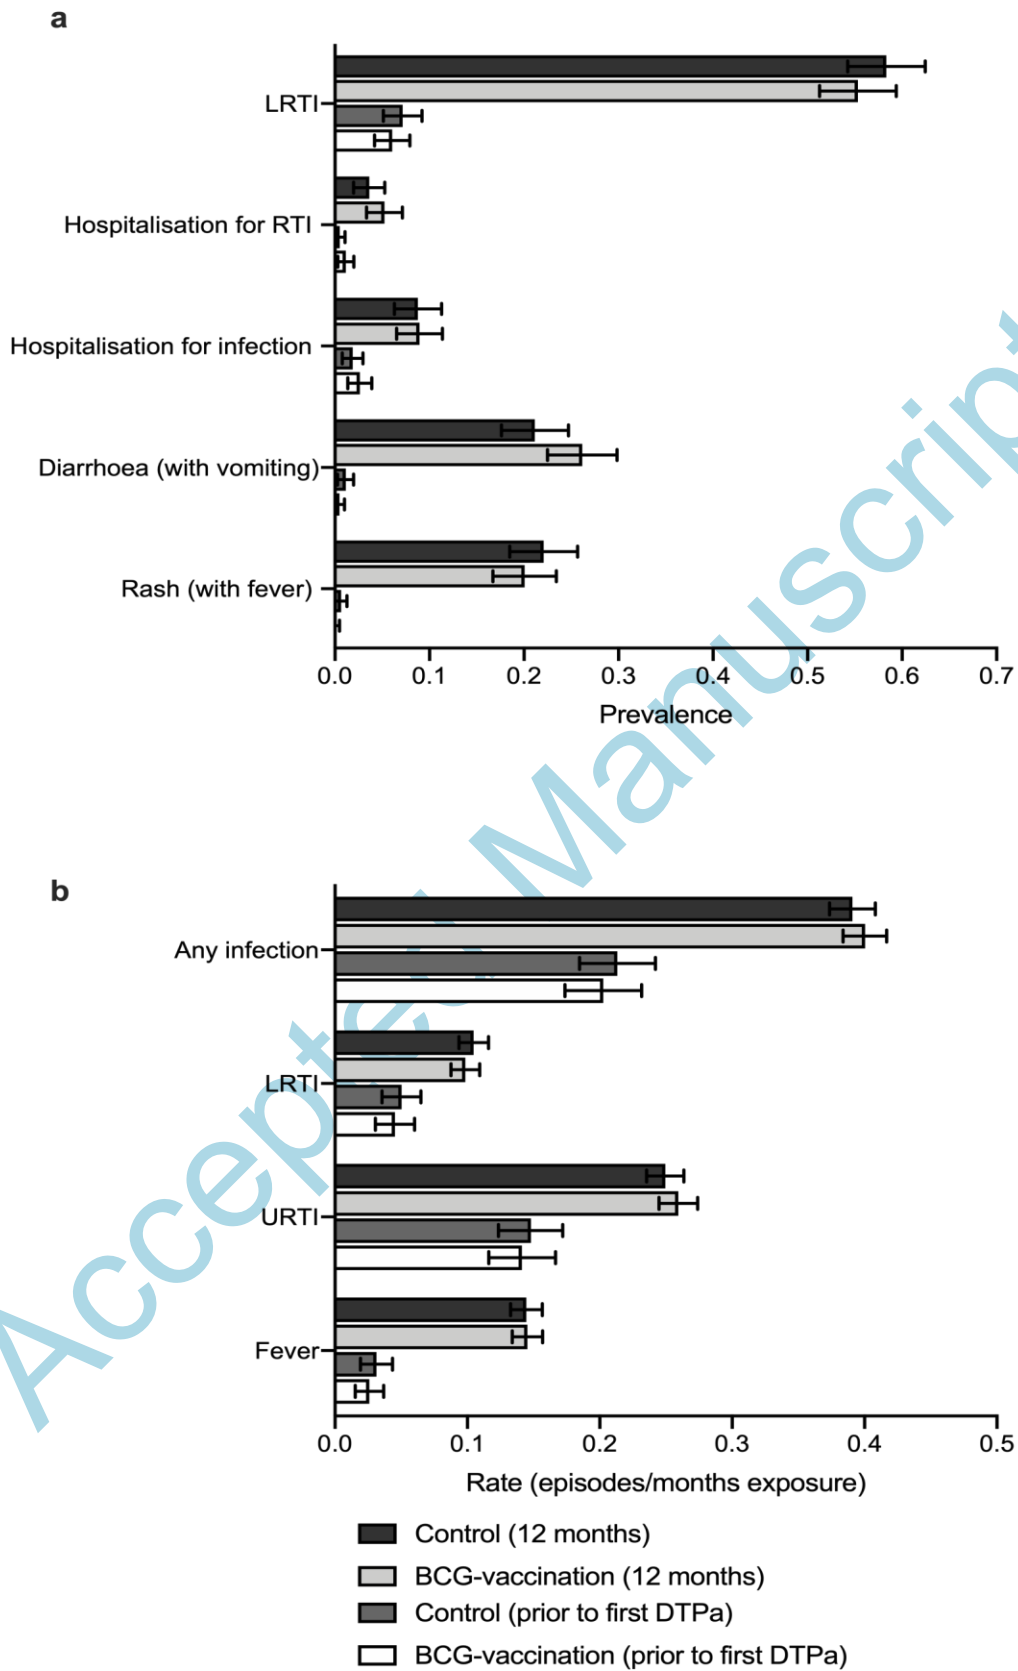 a
LRTI
Hospitalisation for RTI
Hospitalisation for infection
Diarrhoea (with vomiting)
Rash (with fever)
0.0 0.1 0.2 0.3 0.4 0.5 0.6 0.7
Prevalence
Accepted Manuscript
b
Any infection
LRTI
URTI
Fever
0.0 0.1 0.2 0.3 0.4 0.5
Rate (episodes/months exposure)
Control (12 months)
BCG-vaccination (12 months)
Control (prior to first DTPa)
BCG-vaccination (prior to first DTPa)